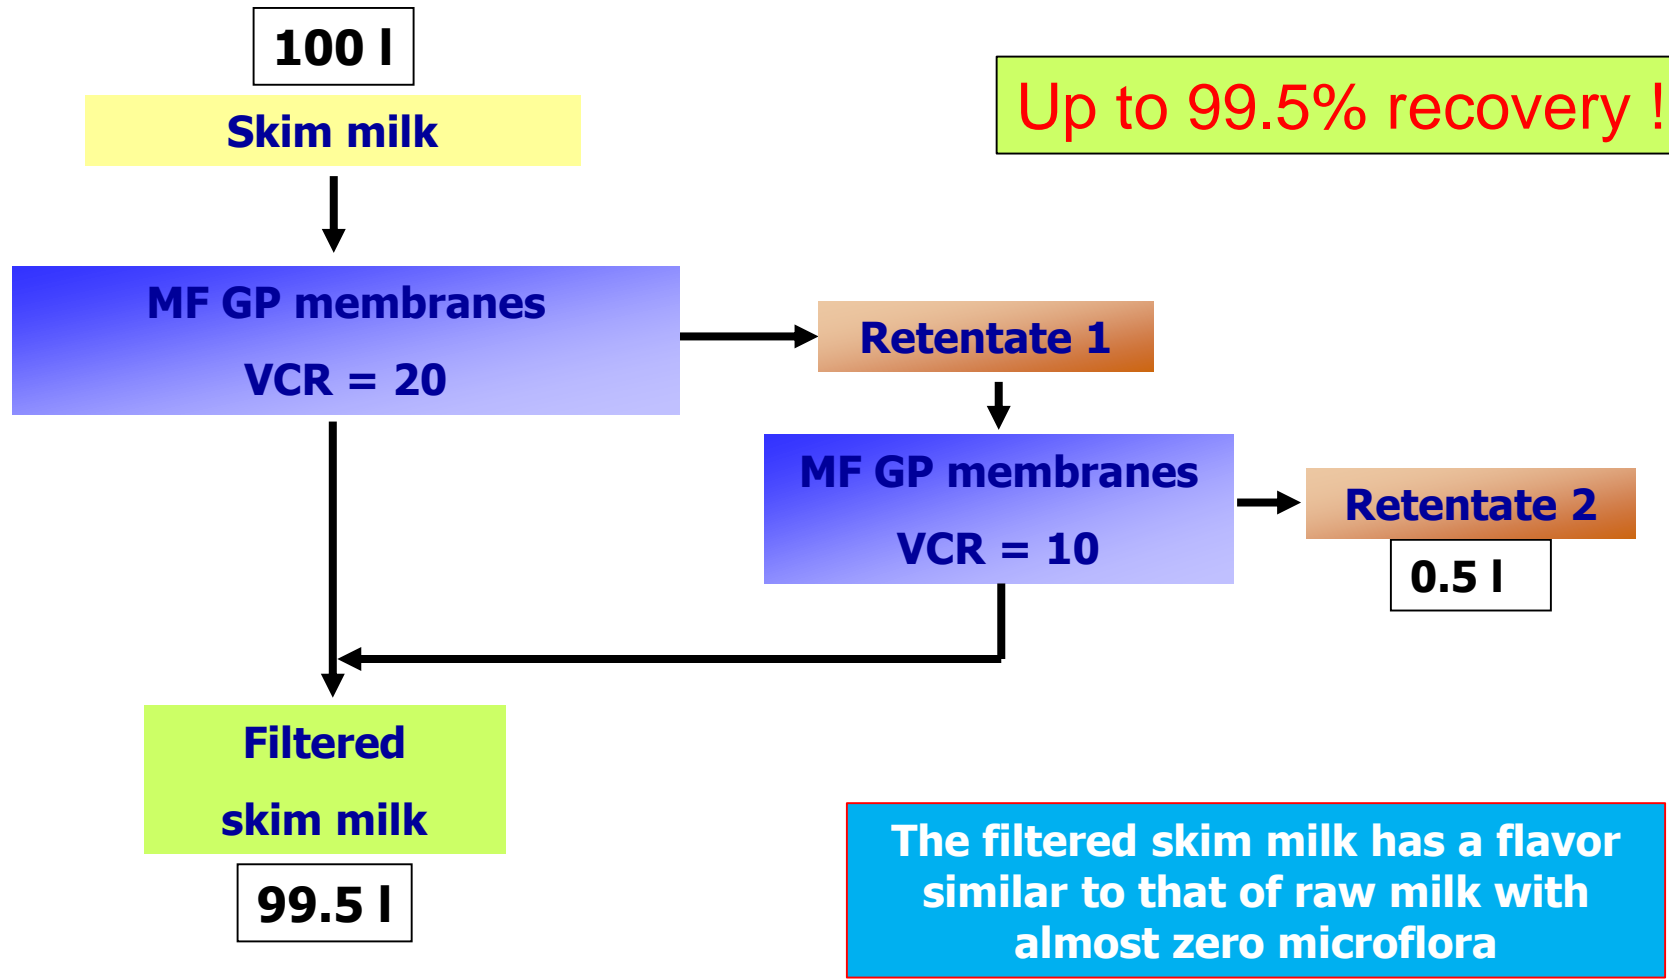 100 l
Skim milk
Up to 99.5% recovery !
MF GP membranes
VCR = 20
Retentate 1
MF GP membranes
VCR = 10
Retentate 2
0.5 l
Filtered
skim milk
99.5 l
The filtered skim milk has a flavor
similar to that of raw milk with
almost zero microflora